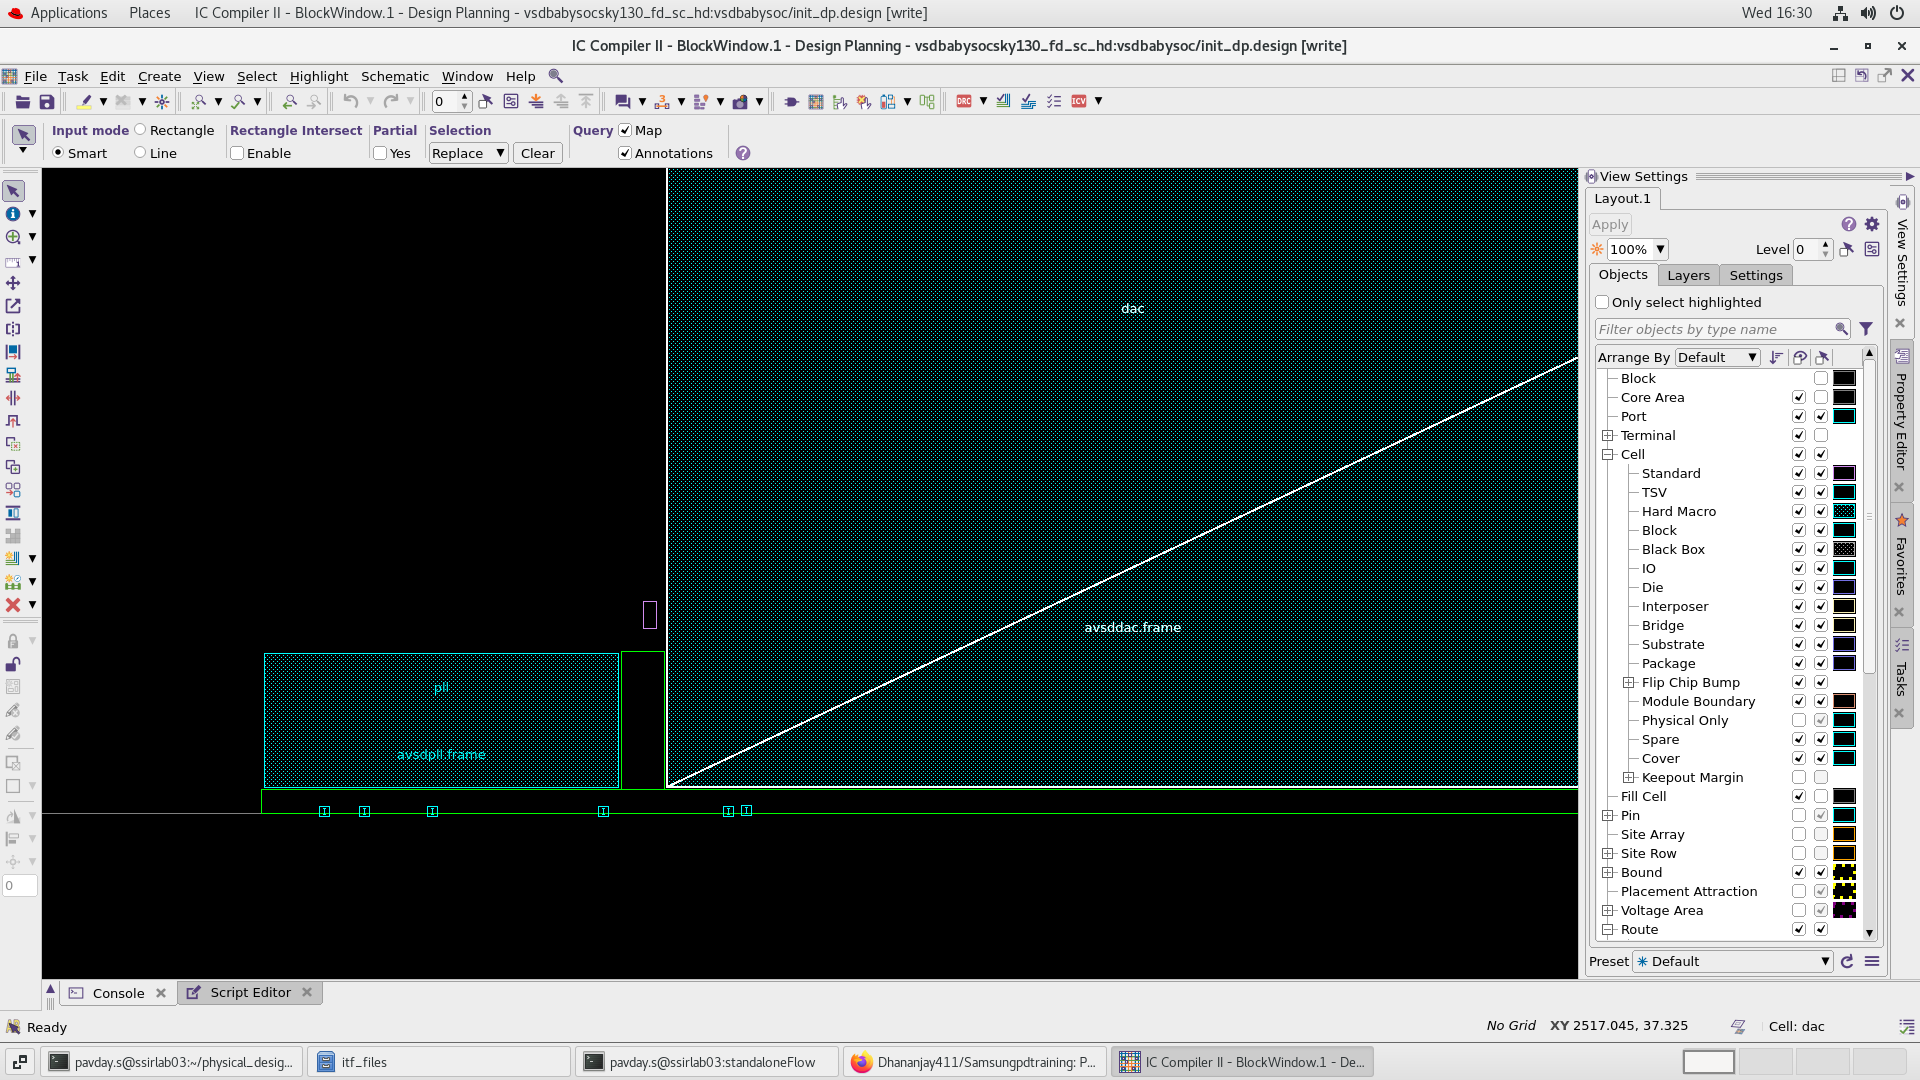 Applications Places IC Compiler II - BlockWindow.1 - Design Planning - vsdbabysocsky130_fd_sc_hd:vsdbabysoc/init_dp.design [write] Wed 16:30
IC Compiler II - BlockWindow.1 - Design Planning - vsdbabysocsky130_fd_sc_hd:vsdbabysoc/init_dp.design [write]
File Task Edit Create View Select Highlight Schematic Window Help
0 DRC ICV
Input mode Rectangle Rectangle Intersect Partial Selection Query Map
Smart Line Enable Yes Replace Clear Annotations
dac
avsddac.frame
pll
avsdpll.frame
0
View Settings
Layout.1
Apply
100% Level 0
Objects Layers Settings
Only select highlighted
Filter objects by type name
Arrange By Default
Block
Core Area
Port
Terminal
Cell
Standard
TSV
Hard Macro
Block
Black Box
IO
Die
Interposer
Bridge
Substrate
Package
Flip Chip Bump
Module Boundary
Physical Only
Spare
Cover
Keepout Margin
Fill Cell
Pin
Site Array
Site Row
Bound
Placement Attraction
Voltage Area
Route
Preset Default
View Settings
Property Editor
Favorites
Tasks
Console Script Editor
Ready No Grid XY 2517.045, 37.325 Cell: dac
pavday.s@ssirlab03:~/physical_desig... itf_files pavday.s@ssirlab03:standaloneFlow Dhananjay411/Samsungpdtraining: P... IC Compiler II - BlockWindow.1 - De...